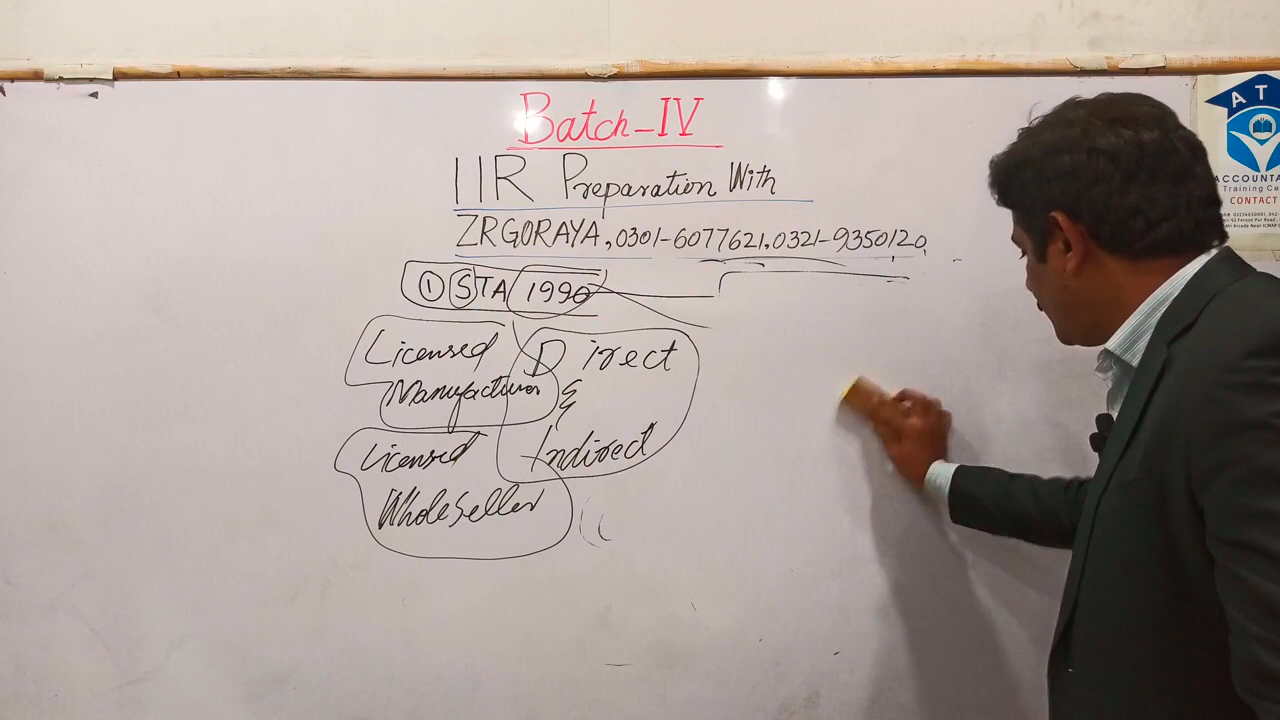 Batch-IV
IIR Preparation With
ZRGORAYA, 0301-6077621, 0321-9350120
① STA 1990
Licensed
Manufacturer
Direct
&
Indirect
Licensed
WholeSeller
AT
ACCOUNTA
Training Ce
CONTACT